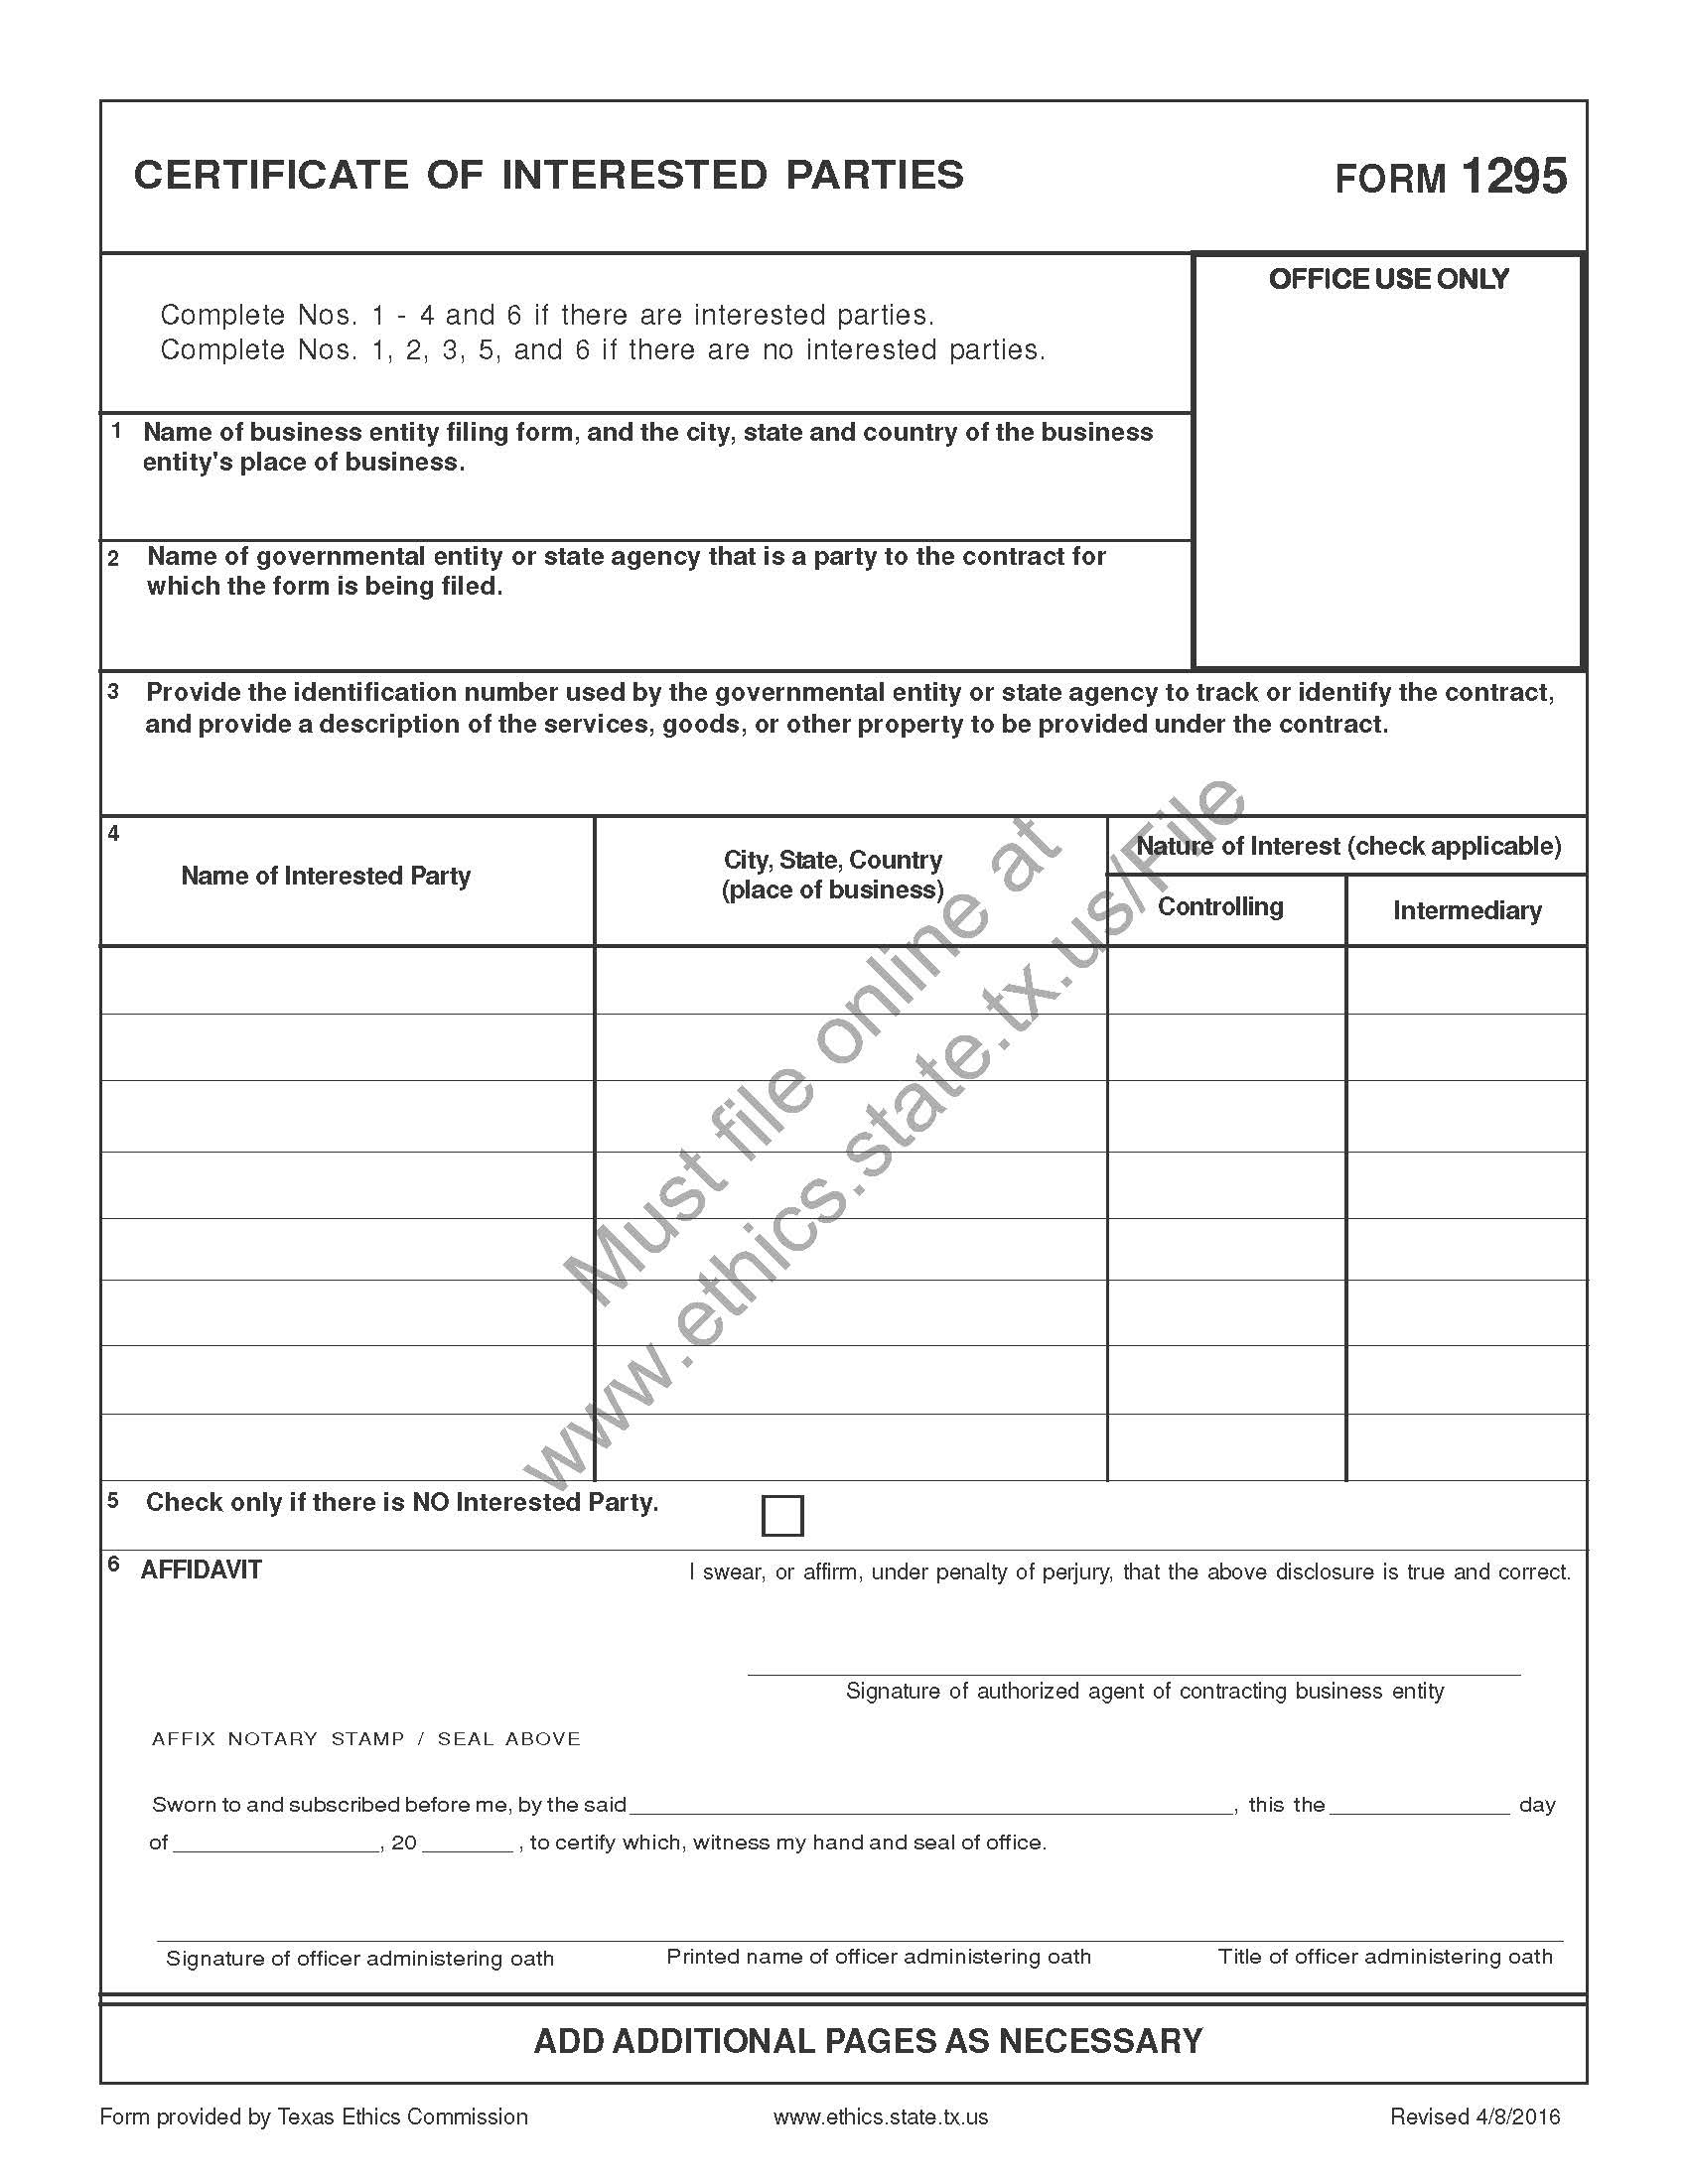 CERTIFICATE OF INTERESTED PARTIES
FORM 1295
OFFICE USE ONLY
Complete Nos. 1 - 4 and 6 if there are interested parties.
Complete Nos. 1, 2, 3, 5, and 6 if there are no interested parties.
1 Name of business entity filing form, and the city, state and country of the business
entity's place of business.
2 Name of governmental entity or state agency that is a party to the contract for
which the form is being filed.
3 Provide the identification number used by the governmental entity or state agency to track or identify the contract,
and provide a description of the services, goods, or other property to be provided under the contract.
4
Name of Interested Party
City, State, Country
(place of business)
Nature of Interest (check applicable)
Controlling
Intermediary
Must file online at
www.ethics.state.tx.us/File
5 Check only if there is NO Interested Party.
6 AFFIDAVIT
I swear, or affirm, under penalty of perjury, that the above disclosure is true and correct.
Signature of authorized agent of contracting business entity
AFFIX NOTARY STAMP / SEAL ABOVE
Sworn to and subscribed before me, by the said ____________________, this the __________ day
of __________, 20 ______ , to certify which, witness my hand and seal of office.
Signature of officer administering oath
Printed name of officer administering oath
Title of officer administering oath
ADD ADDITIONAL PAGES AS NECESSARY
Form provided by Texas Ethics Commission
www.ethics.state.tx.us
Revised 4/8/2016